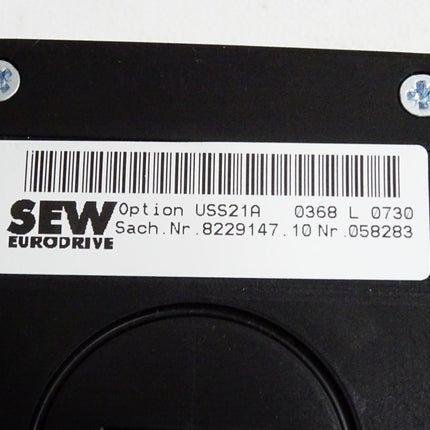 SEW
EURODRIVE
Option USS21A 0368 L 0730
Sach.Nr.8229147.10 Nr.058283